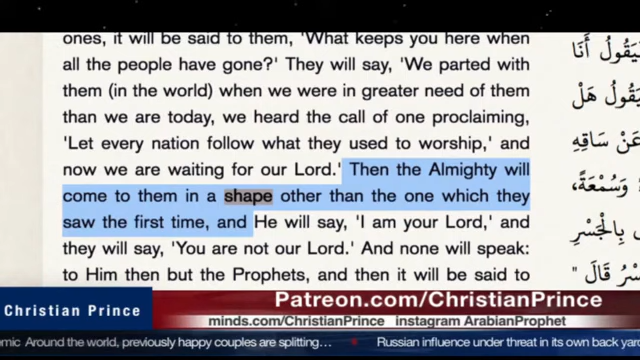 ones, it will be said to them, 'What keeps you here when
all the people have gone?' They will say, 'We parted with
them (in the world) when we were in greater need of them
than we are today, we heard the call of one proclaiming,
'Let every nation follow what they used to worship,' and
now we are waiting for our Lord.' Then the Almighty will
come to them in a shape other than the one which they
saw the first time, and He will say, 'I am your Lord,' and
they will say, 'You are not our Lord.' And none will speak:
to Him then but the Prophets, and then it will be said to
فَيَقُولُ أَنَا
يَقُولُ هَلْ
عَنْ سَاقِهِ
وَسُمْعَةً،
بِالْجَسْرِ
سْرُ قَالَ "
Christian Prince
Patreon.com/ChristianPrince
minds.com/ChristianPrince instagram ArabianProphet
emic Around the world, previously happy couples are splitting… Russian influence under threat in its own back yard